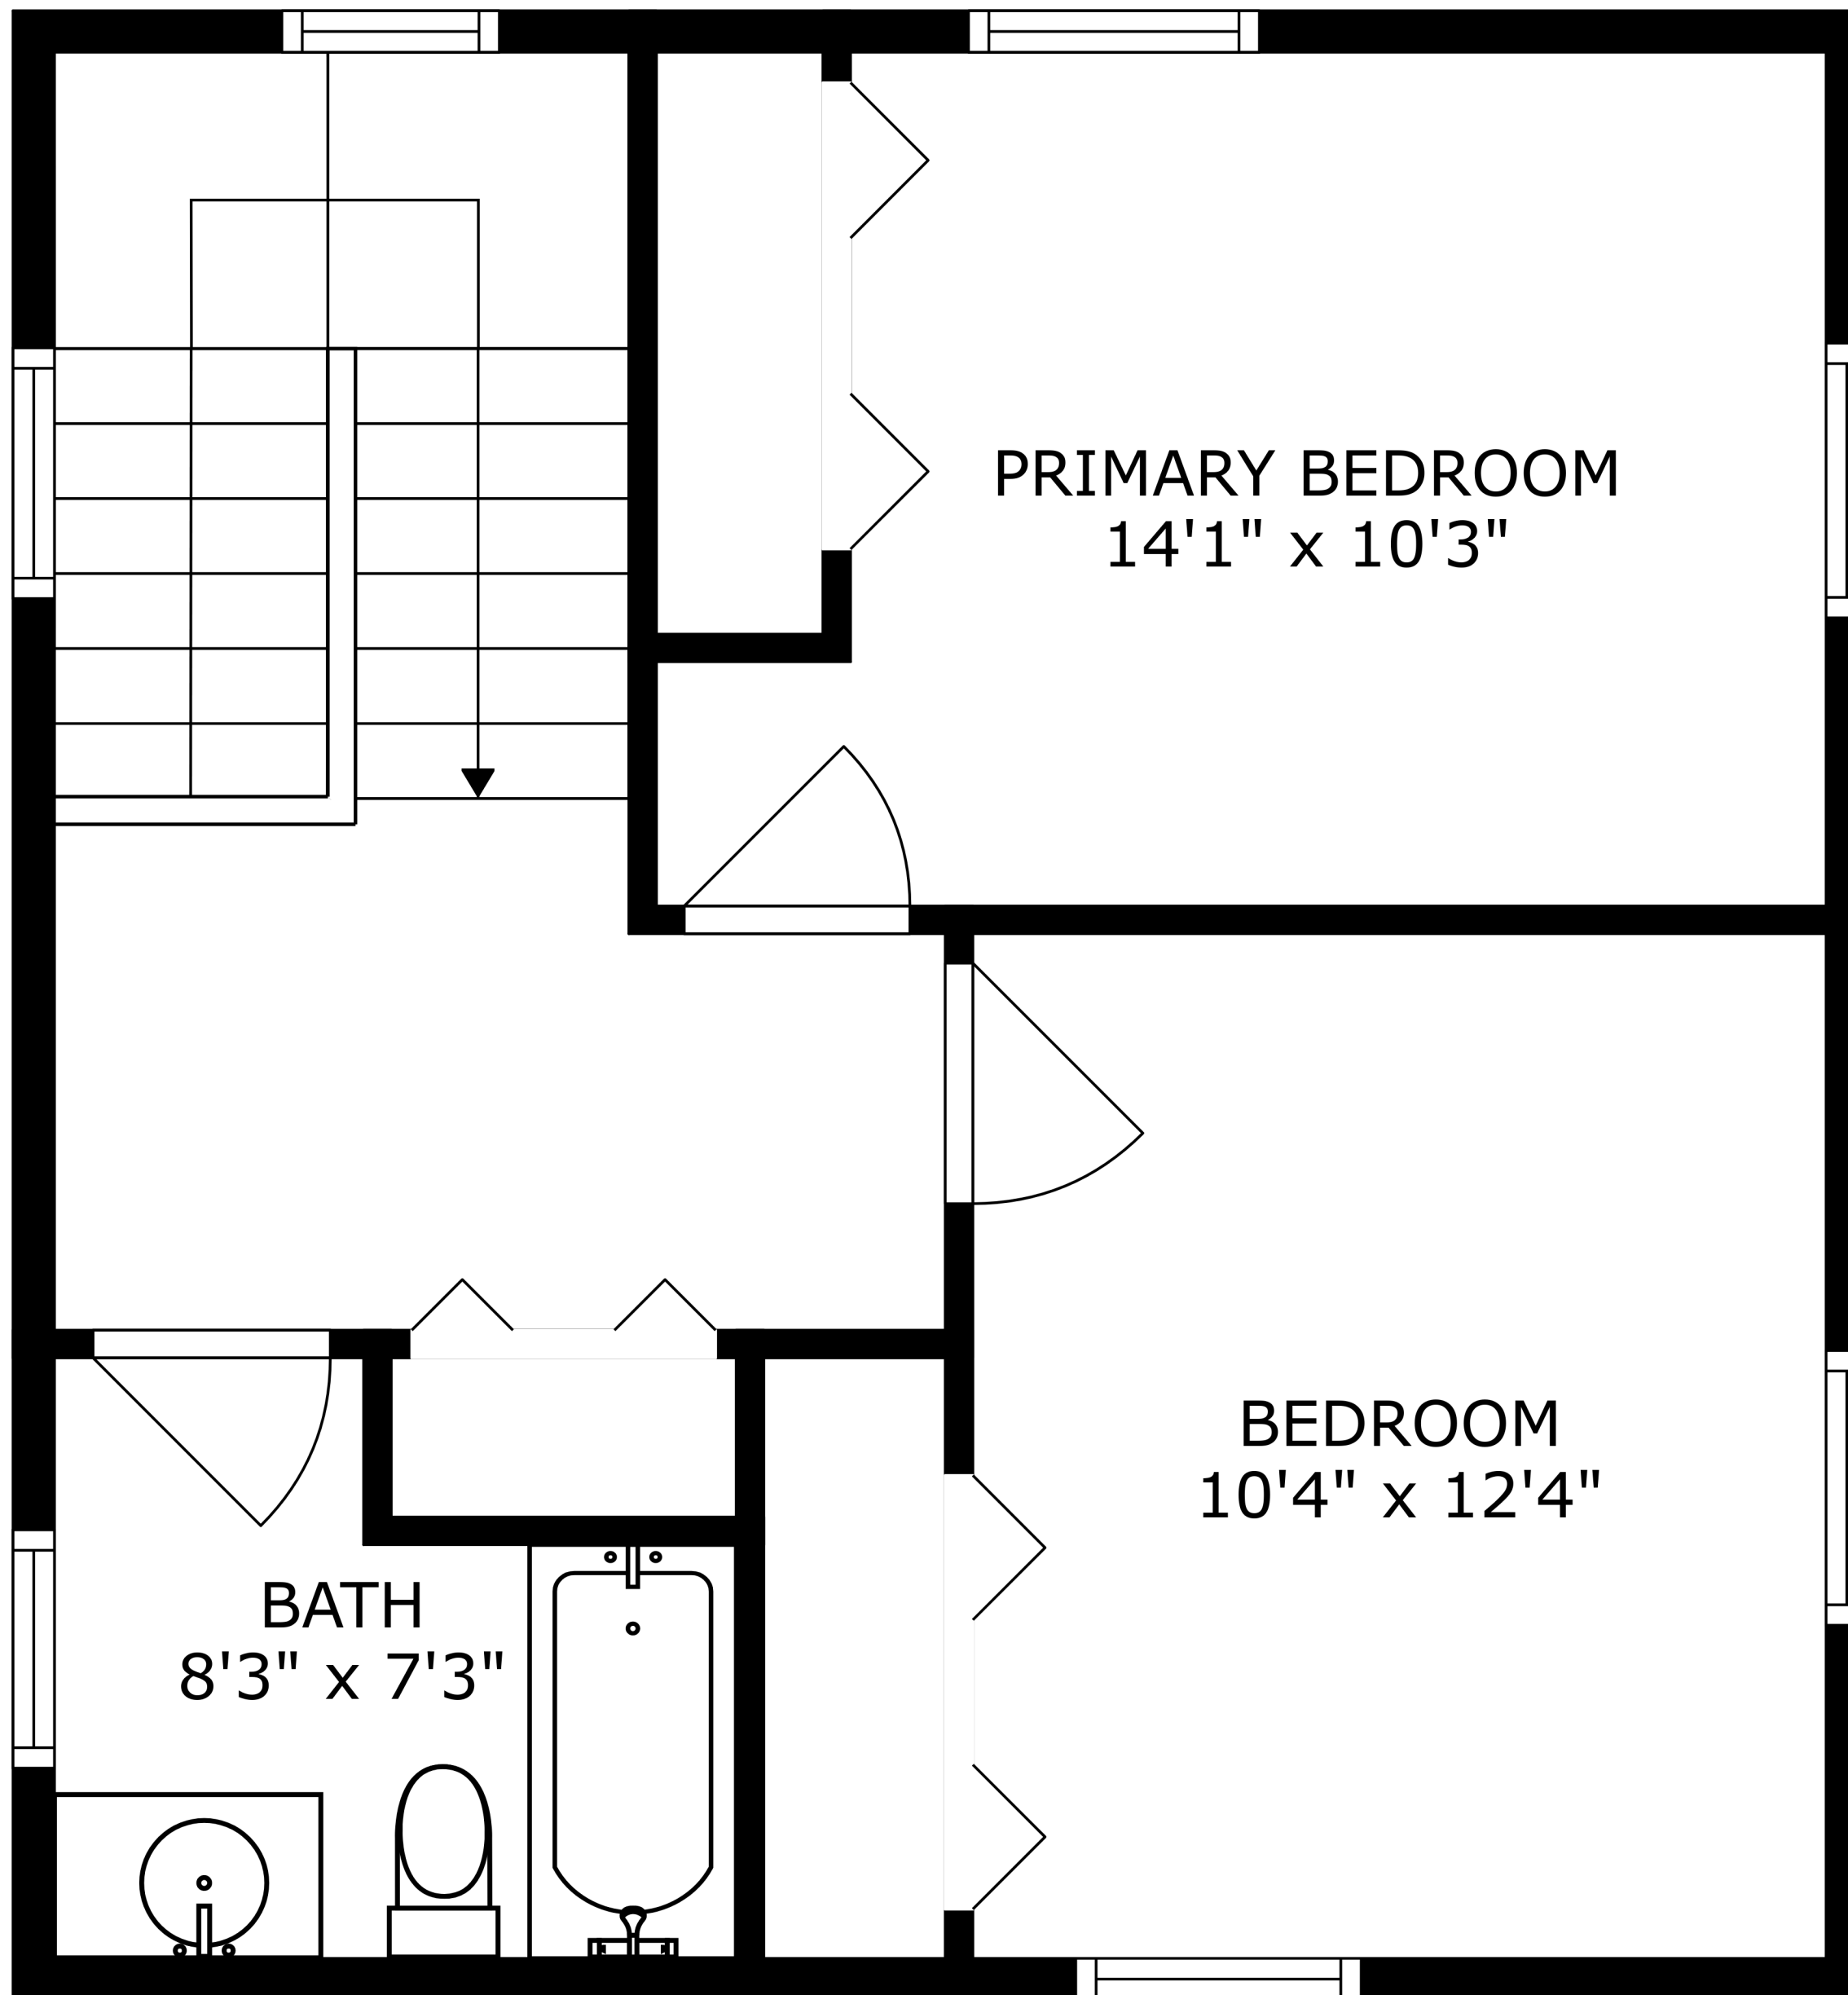 PRIMARY BEDROOM
14'1" x 10'3"
BEDROOM
10'4" x 12'4"
BATH
8'3" x 7'3"